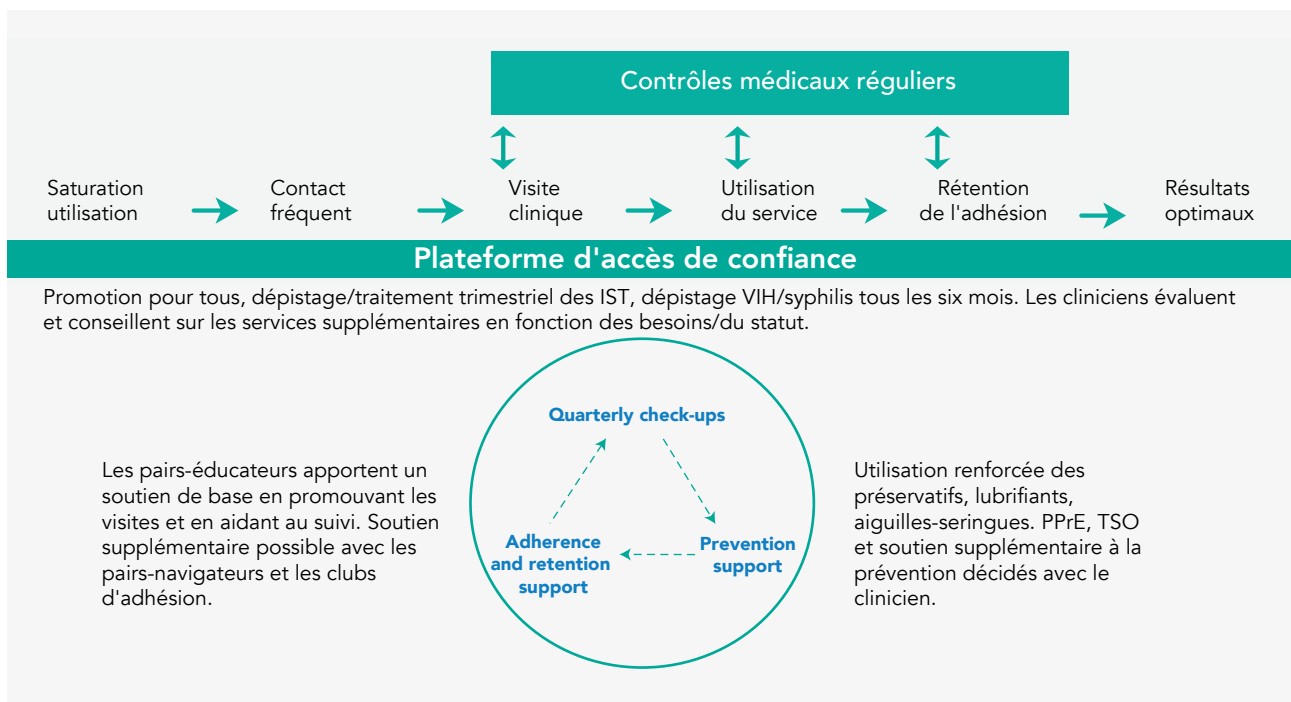 Contrôles médicaux réguliers
Saturation
utilisation
Contact
fréquent
Visite
clinique
Utilisation
du service
Rétention
de l'adhésion
Résultats
optimaux
Plateforme d'accès de confiance
Promotion pour tous, dépistage/traitement trimestriel des IST, dépistage VIH/syphilis tous les six mois. Les cliniciens évaluent
et conseillent sur les services supplémentaires en fonction des besoins/du statut.
Les pairs-éducateurs apportent un
soutien de base en promouvant les
visites et en aidant au suivi. Soutien
supplémentaire possible avec les
pairs-navigateurs et les clubs
d'adhésion.
Quarterly check-ups
Adherence
and retention
support
Prevention
support
Utilisation renforcée des
préservatifs, lubrifiants,
aiguilles-seringues. PPrE, TSO
et soutien supplémentaire à la
prévention décidés avec le
clinicien.